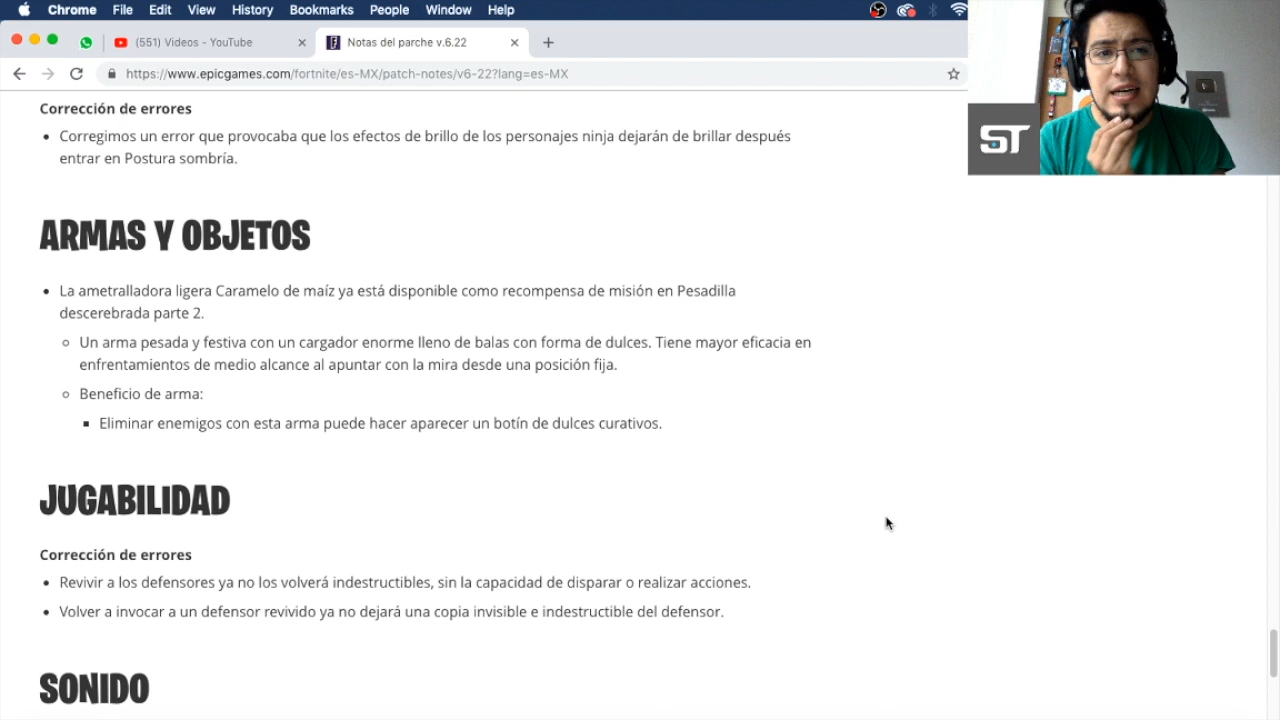 Chrome File Edit View History Bookmarks People Window Help
(551) Videos - YouTube
Notas del parche v.6.22
https://www.epicgames.com/fortnite/es-MX/patch-notes/v6-22?lang=es-MX
ST
Corrección de errores
• Corregimos un error que provocaba que los efectos de brillo de los personajes ninja dejarán de brillar después
entrar en Postura sombría.
ARMAS Y OBJETOS
• La ametralladora ligera Caramelo de maíz ya está disponible como recompensa de misión en Pesadilla
descerebrada parte 2.
Un arma pesada y festiva con un cargador enorme lleno de balas con forma de dulces. Tiene mayor eficacia en
enfrentamientos de medio alcance al apuntar con la mira desde una posición fija.
Beneficio de arma:
Eliminar enemigos con esta arma puede hacer aparecer un botín de dulces curativos.
JUGABILIDAD
Corrección de errores
• Revivir a los defensores ya no los volverá indestructibles, sin la capacidad de disparar o realizar acciones.
• Volver a invocar a un defensor revivido ya no dejará una copia invisible e indestructible del defensor.
SONIDO